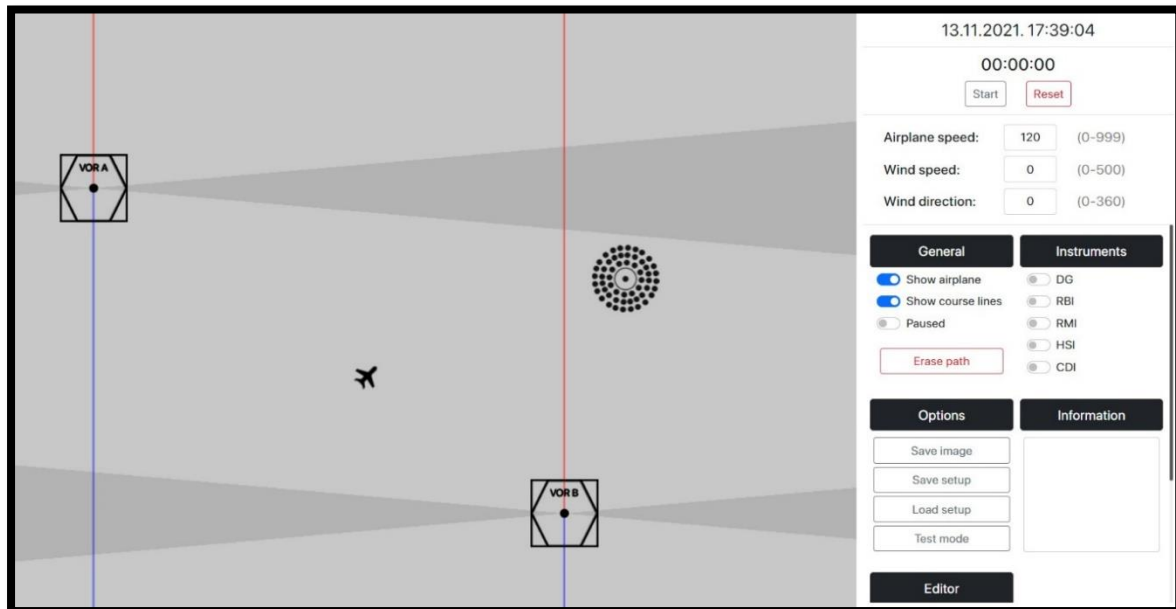 VOR A
VOR B
13.11.2021. 17:39:04
00:00:00
Start Reset
Airplane speed: 120 (0-999)
Wind speed: 0 (0-500)
Wind direction: 0 (0-360)
General Instruments
Show airplane DG
Show course lines RBI
Paused RMI
HSI
Erase path CDI
Options Information
Save image
Save setup
Load setup
Test mode
Editor